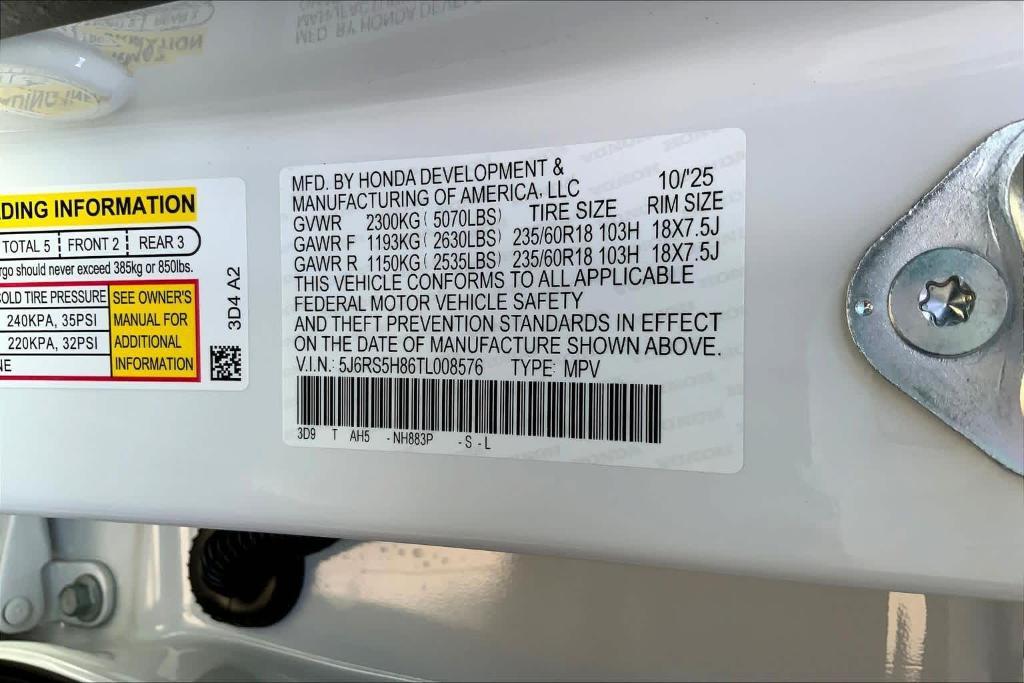 ADING INFORMATION
TOTAL 5 FRONT 2 REAR 3
rgo should never exceed 385kg or 850lbs.
OLD TIRE PRESSURE
240KPA, 35PSI
220KPA, 32PSI
NE
SEE OWNER'S
MANUAL FOR
ADDITIONAL
INFORMATION
3D4 A2
MFD. BY HONDA DEVELOPMENT &
MANUFACTURING OF AMERICA, LLC 10/'25
GVWR 2300KG ( 5070LBS) TIRE SIZE RIM SIZE
GAWR F 1193KG ( 2630LBS) 235/60R18 103H 18X7.5J
GAWR R 1150KG ( 2535LBS) 235/60R18 103H 18X7.5J
THIS VEHICLE CONFORMS TO ALL APPLICABLE
FEDERAL MOTOR VEHICLE SAFETY
AND THEFT PREVENTION STANDARDS IN EFFECT
ON THE DATE OF MANUFACTURE SHOWN ABOVE.
V.I.N.: 5J6RS5H86TL008576 TYPE: MPV
3D9 T AH5 -NH883P -S-L